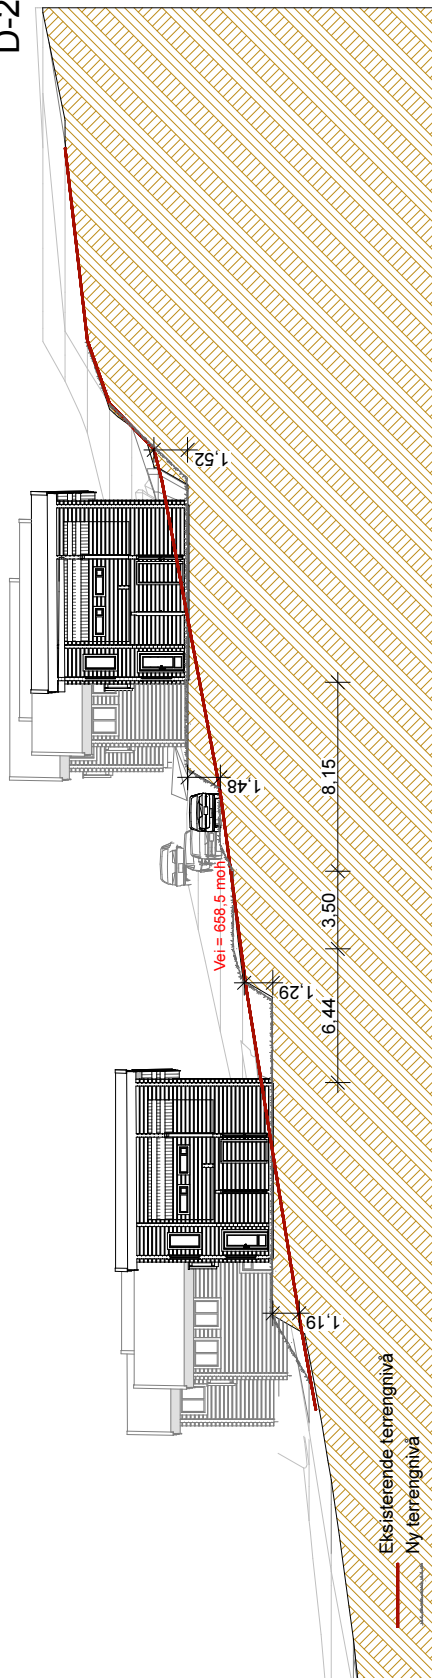 D-2
1,52
1,48
Vei = 658,5 moh
8,15
3,50
1,29
6,44
1,19
Eksisterende terrengnivå
Ny terrengnivå